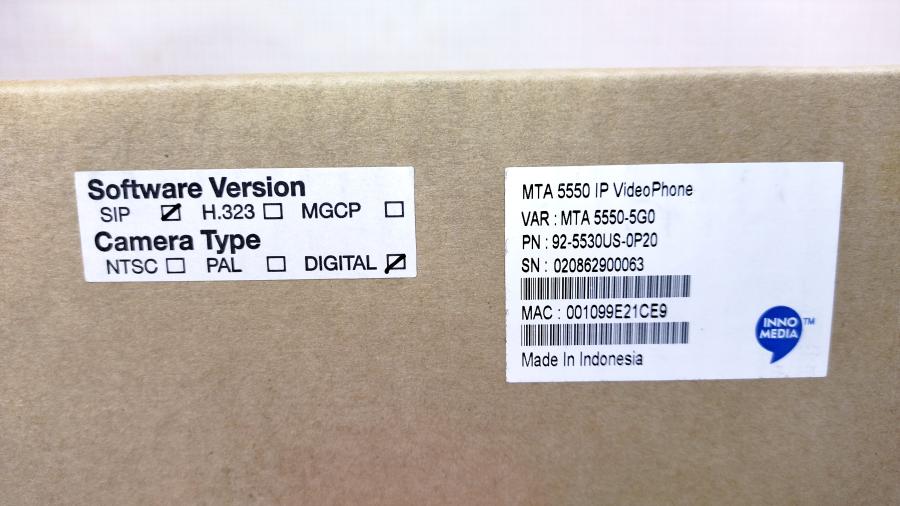 Software Version
SIP ☑ H.323 ☐ MGCP ☐
Camera Type
NTSC ☐ PAL ☐ DIGITAL ☑
MTA 5550 IP VideoPhone
VAR : MTA 5550-5G0
PN : 92-5530US-0P20
SN : 020862900063
MAC : 001099E21CE9
Made In Indonesia
INNO
MEDIA TM